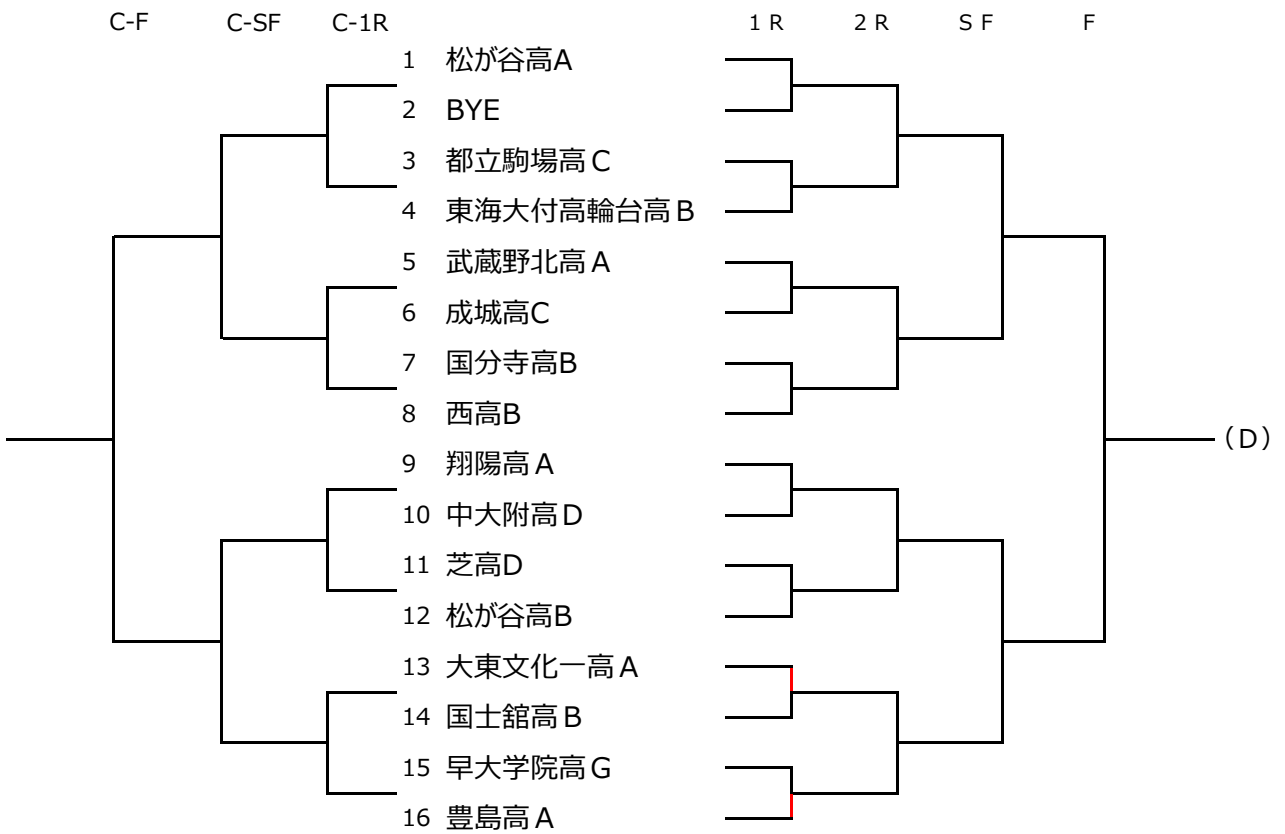 C-F C-SF C-1R 1 R 2 R S F F
1 松が谷高A
2 BYE
3 都立駒場高C
4 東海大付高輪台高B
5 武蔵野北高A
6 成城高C
7 国分寺高B
8 西高B
（D）
9 翔陽高A
10 中大附高D
11 芝高D
12 松が谷高B
13 大東文化一高A
14 国士舘高B
15 早大学院高G
16 豊島高A